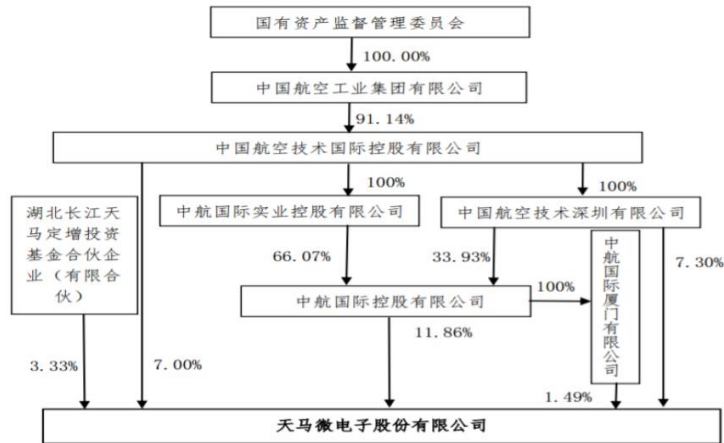 国有资产监督管理委员会
100.00%
中国航空工业集团有限公司
91.14%
中国航空技术国际控股有限公司
100%
100%
湖北长江天
马定增投资
基金合伙企
业（有限合
伙）
中航国际实业控股有限公司
中国航空技术深圳有限公司
66.07%
33.93%
中航国际厦门有限公司
7.30%
中航国际控股有限公司
100%
11.86%
3.33%
7.00%
1.49%
天马微电子股份有限公司